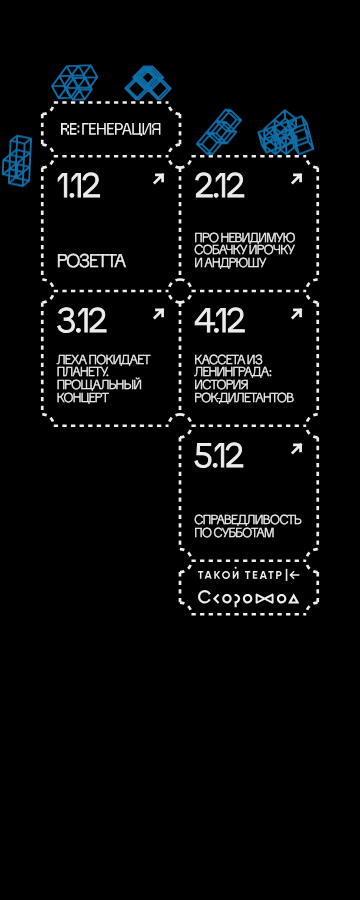 RE: ГЕНЕРАЦИЯ
1.12
РОЗЕТТА
2.12
ПРО НЕВИДИМУЮ
СОБАЧКУ ИРОЧКУ
И АНДРЮШУ
3.12
ЛЕХА ПОКИДАЕТ
ПЛАНЕТУ.
ПРОЩАЛЬНЫЙ
КОНЦЕРТ
4.12
КАССЕТА ИЗ
ЛЕНИНГРАДА:
ИСТОРИЯ
РОК-ДИЛЕТАНТОВ
5.12
СПРАВЕДЛИВОСТЬ
ПО СУББОТАМ
ТАКОЙ ТЕАТР
Скороход